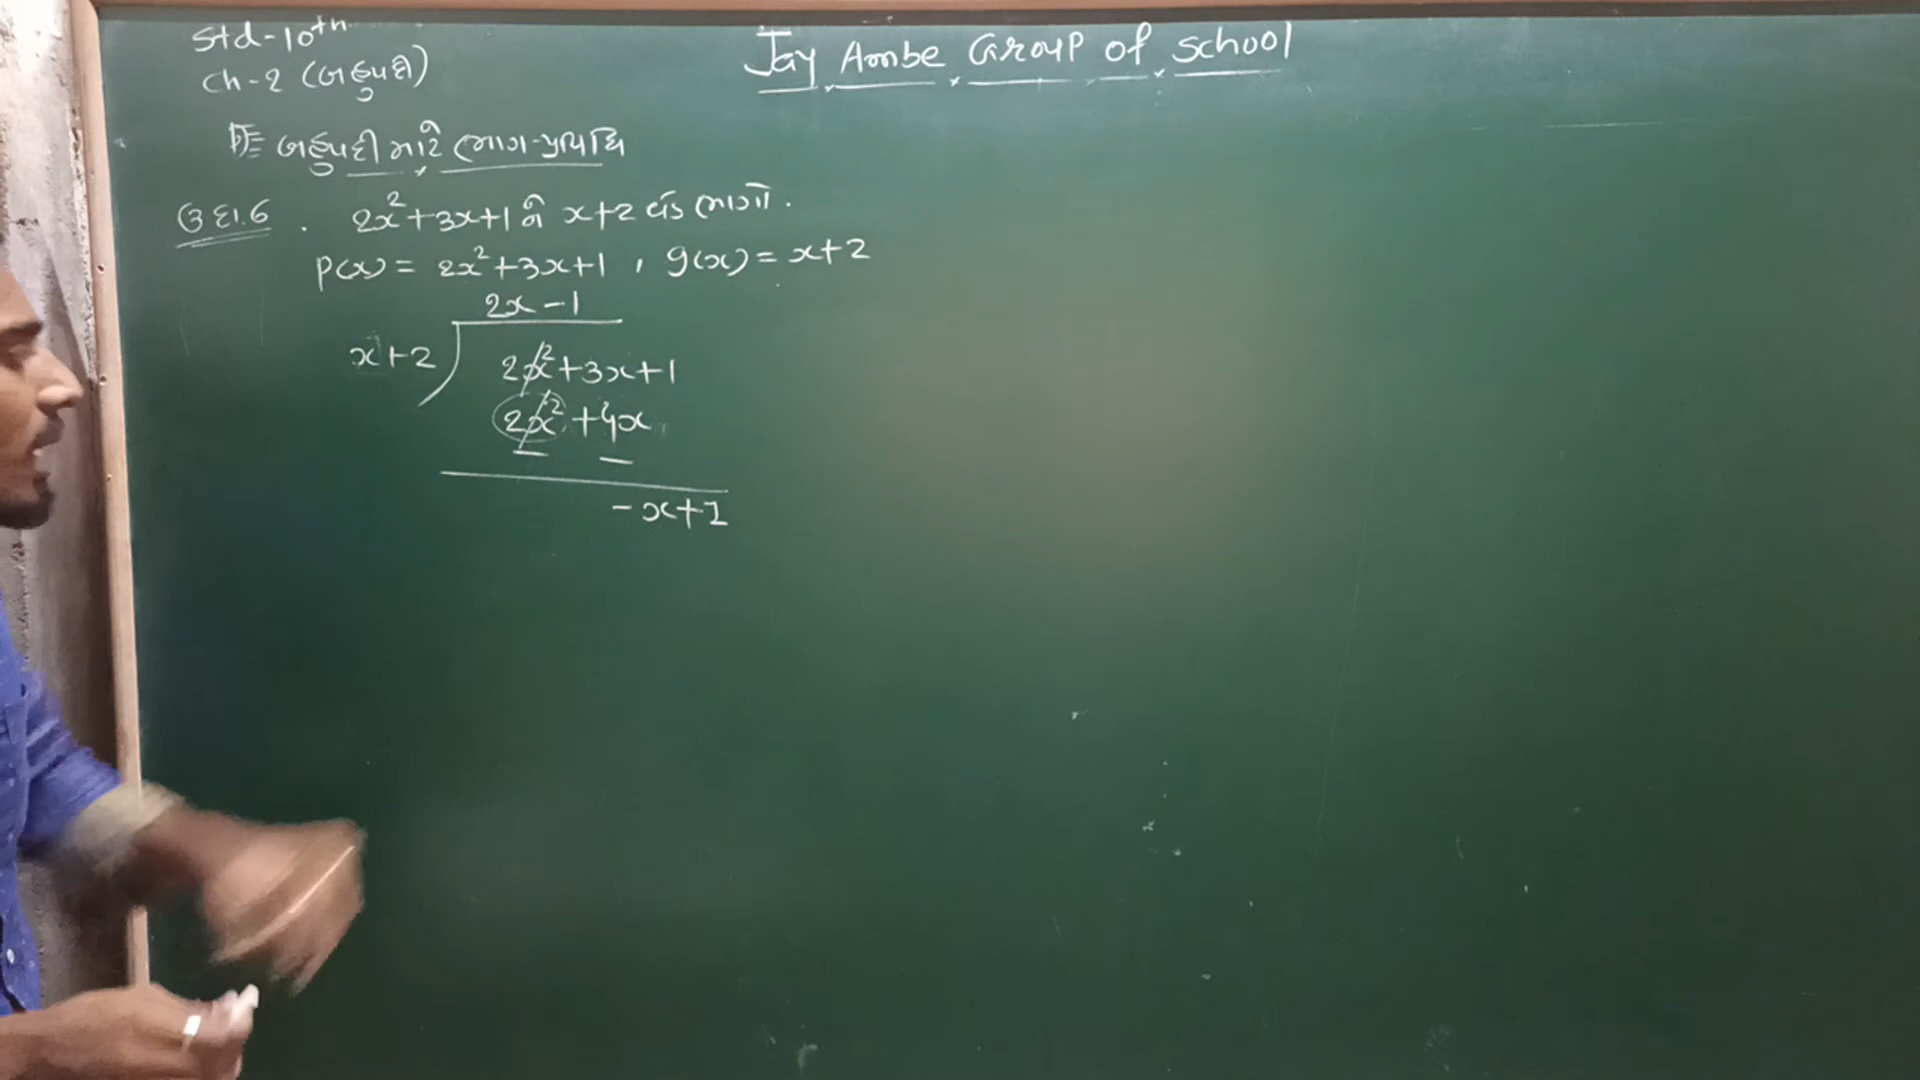 Std-10th
Ch-2 (બહુપદી)
Jay Ambe Group of School
બહુપદી માટે ભાગ-પ્રવિધિ
ઉદા.6 . 2x²+3x+1 ને x+2 વડે ભાગો.
p(x) = 2x²+3x+1 , g(x) = x+2
2x-1
x+2 ) 2x²+3x+1
2x²+4x
— —
-x+1